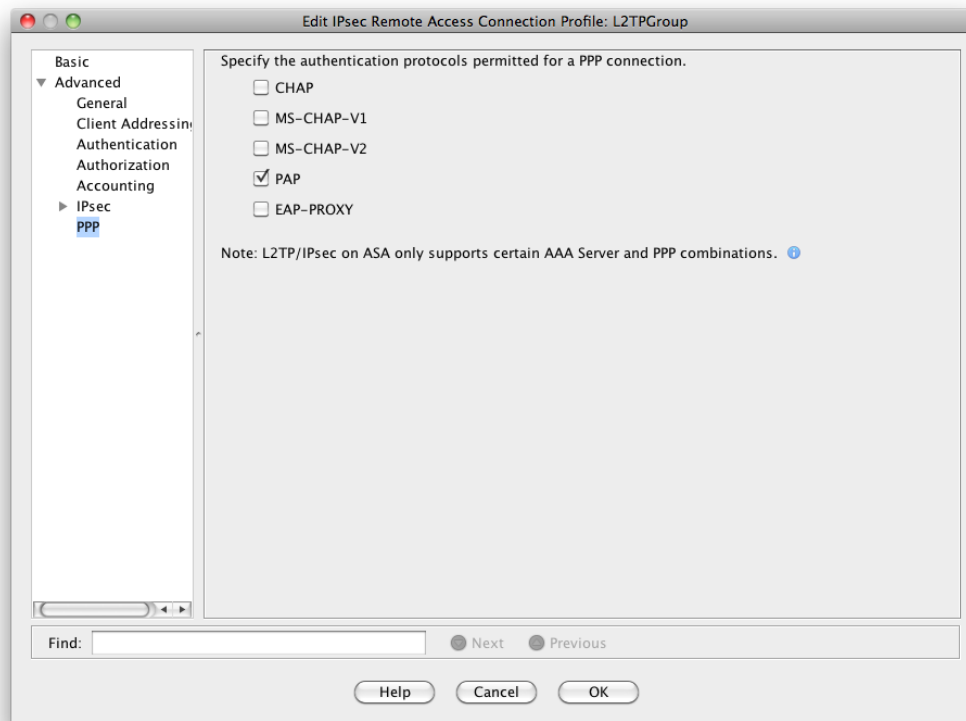 Edit IPsec Remote Access Connection Profile: L2TPGroup
Basic
Advanced
General
Client Addressin
Authentication
Authorization
Accounting
IPsec
PPP
Specify the authentication protocols permitted for a PPP connection.
CHAP
MS-CHAP-V1
MS-CHAP-V2
PAP
EAP-PROXY
Note: L2TP/IPsec on ASA only supports certain AAA Server and PPP combinations.
Find:
Next
Previous
Help
Cancel
OK